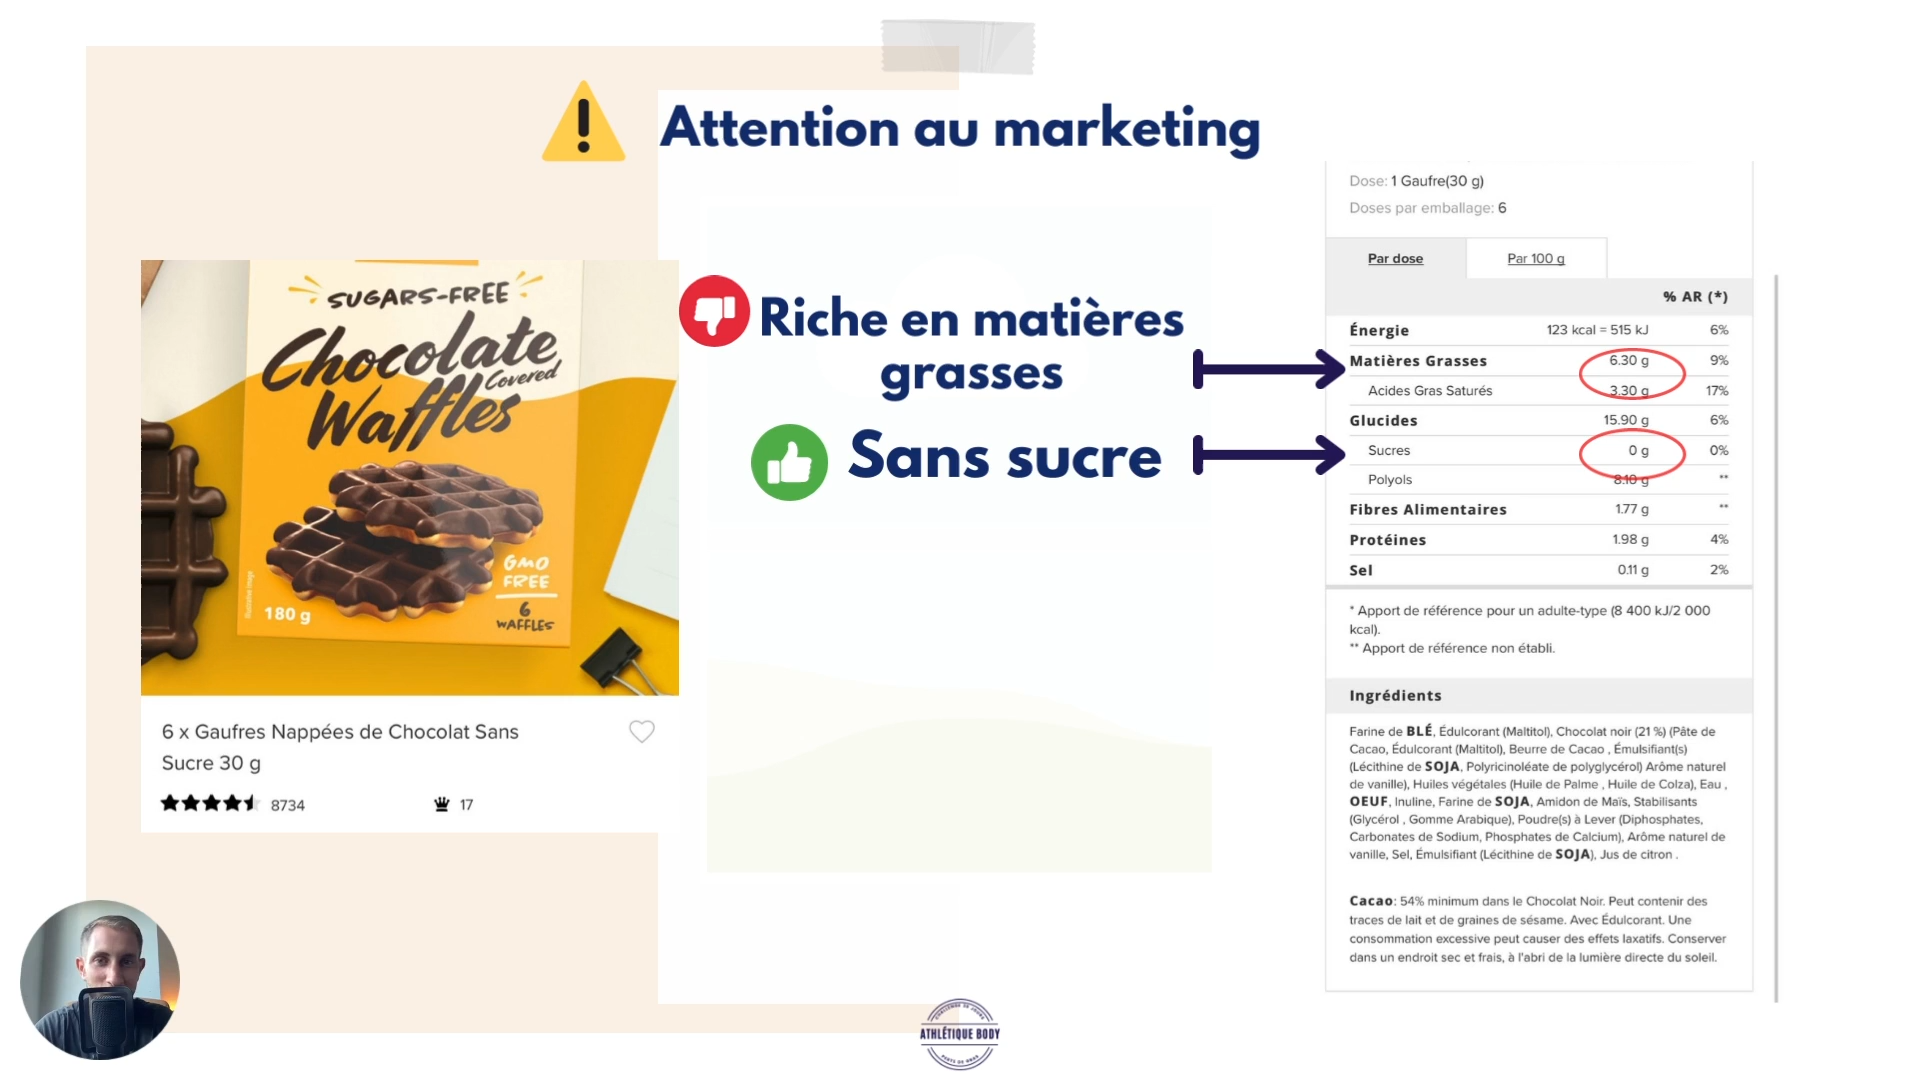 Attention au marketing
SUGARS-FREE
Chocolate
Covered
Waffles
GMO
FREE
6
WAFFLES
180 g
6 x Gaufres Nappées de Chocolat Sans
Sucre 30 g
8734
17
Riche en matières
grasses
Sans sucre
Dose: 1 Gaufre(30 g)
Doses par emballage: 6
Par dose
Par 100 g
% AR (*)
Énergie 123 kcal = 515 kJ 6%
Matières Grasses 6.30 g 9%
Acides Gras Saturés 3.30 g 17%
Glucides 15.90 g 6%
Sucres 0 g 0%
Polyols 8.10 g **
Fibres Alimentaires 1.77 g **
Protéines 1.98 g 4%
Sel 0.11 g 2%
* Apport de référence pour un adulte-type (8 400 kJ/2 000
kcal).
** Apport de référence non établi.
Ingrédients
Farine de BLÉ, Édulcorant (Maltitol), Chocolat noir (21 %) (Pâte de
Cacao, Édulcorant (Maltitol), Beurre de Cacao , Émulsifiant(s)
(Lécithine de SOJA, Polyricinoléate de polyglycérol) Arôme naturel
de vanille), Huiles végétales (Huile de Palme , Huile de Colza), Eau ,
OEUF, Inuline, Farine de SOJA, Amidon de Maïs, Stabilisants
(Glycérol , Gomme Arabique), Poudre(s) à Lever (Diphosphates,
Carbonates de Sodium, Phosphates de Calcium), Arôme naturel de
vanille, Sel, Émulsifiant (Lécithine de SOJA), Jus de citron .
Cacao: 54% minimum dans le Chocolat Noir. Peut contenir des
traces de lait et de graines de sésame. Avec Édulcorant. Une
consommation excessive peut causer des effets laxatifs. Conserver
dans un endroit sec et frais, à l'abri de la lumière directe du soleil.
ATHLÉTIQUE BODY